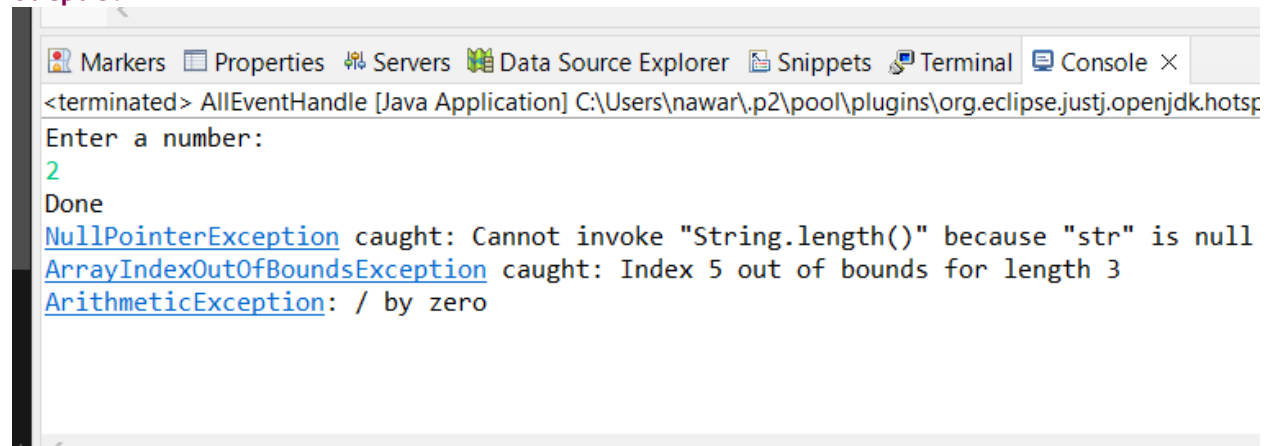 Markers Properties Servers Data Source Explorer Snippets Terminal Console
<terminated> AllEventHandle [Java Application] C:\Users\nawar\.p2\pool\plugins\org.eclipse.justj.openjdk.hotsp
Enter a number:
2
Done
NullPointerException caught: Cannot invoke "String.length()" because "str" is null
ArrayIndexOutOfBoundsException caught: Index 5 out of bounds for length 3
ArithmeticException: / by zero